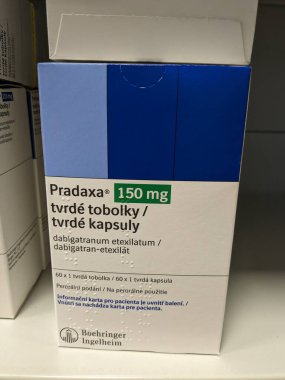 Pradaxa® 150 mg
tvrdé tobolky /
tvrdé kapsuly
dabigatranum etexilatum /
dabigatran-etexilát
60 x 1 tvrdá tobolka / 60 x 1 tvrdá kapsula
Perorální podání / Na perorálne použitie
Informační karta pro pacienta je uvnitř balení. /
Vnútri sa nachádza karta pre pacienta.
Boehringer
Ingelheim